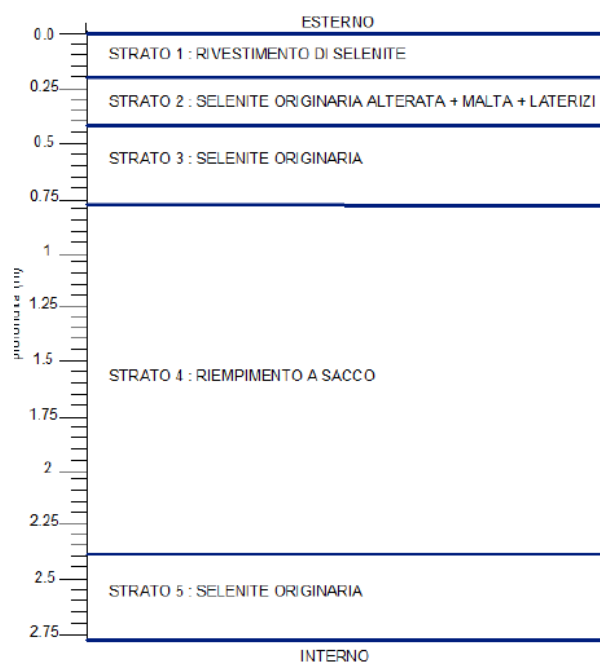 ESTERNO
0.0
STRATO 1 : RIVESTIMENTO DI SELENITE
0.25
STRATO 2 : SELENITE ORIGINARIA ALTERATA + MALTA + LATERIZI
0.5
STRATO 3 : SELENITE ORIGINARIA
0.75
1
1.25
1.5
STRATO 4 : RIEMPIMENTO A SACCO
1.75
2
2.25
2.5
STRATO 5 : SELENITE ORIGINARIA
2.75
INTERNO